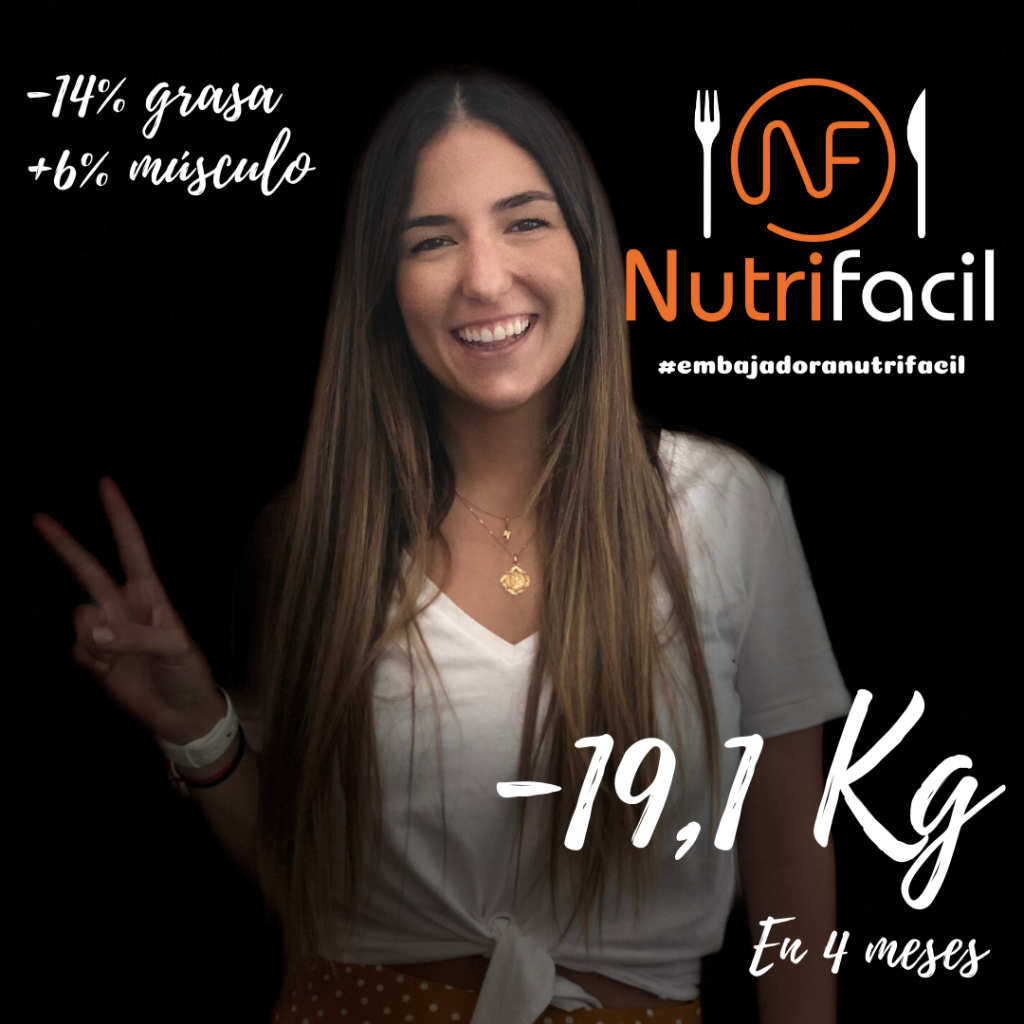 -14% grasa
+6% músculo
NF
Nutrifacil
#embajadoranutrifacil
-19,1 Kg
En 4 meses